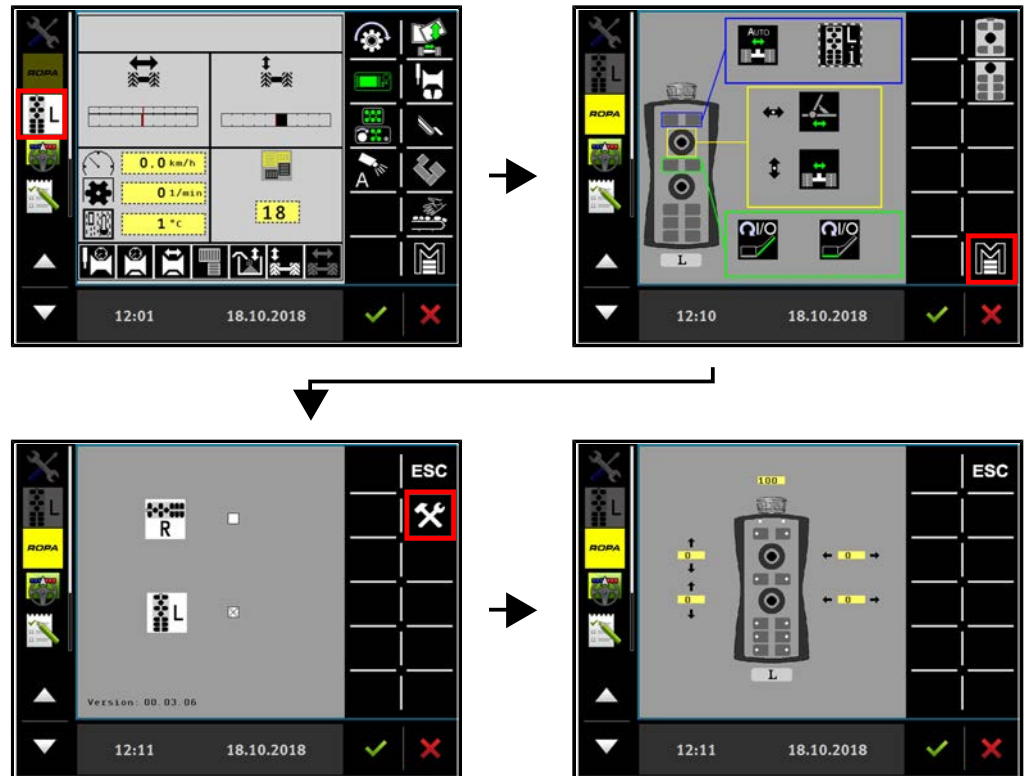 ROPA
L
0.0 km/h
0 1/min
1 °C
A
18
12:01 18.10.2018
L
ROPA
AUTO
L
i
I/O
I/O
L
12:10 18.10.2018
L
ROPA
R
L
Version: 00.03.06
ESC
12:11 18.10.2018
L
ROPA
100
0 0
0 0
L
ESC
12:11 18.10.2018